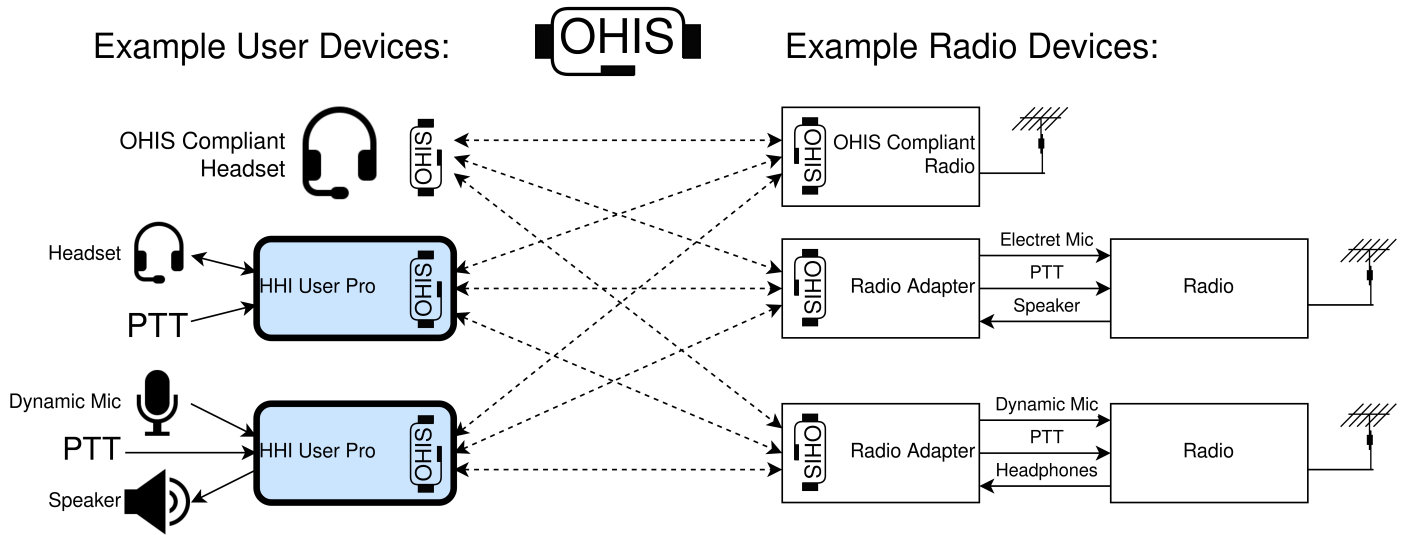 Example User Devices:
OHIS
Example Radio Devices:
OHIS Compliant
Headset
OHIS
OHIS
OHIS Compliant
Radio
Headset
PTT
HHI User Pro
OHIS
OHIS
Radio Adapter
Electret Mic
PTT
Speaker
Radio
Dynamic Mic
PTT
Speaker
HHI User Pro
OHIS
OHIS
Radio Adapter
Dynamic Mic
PTT
Headphones
Radio